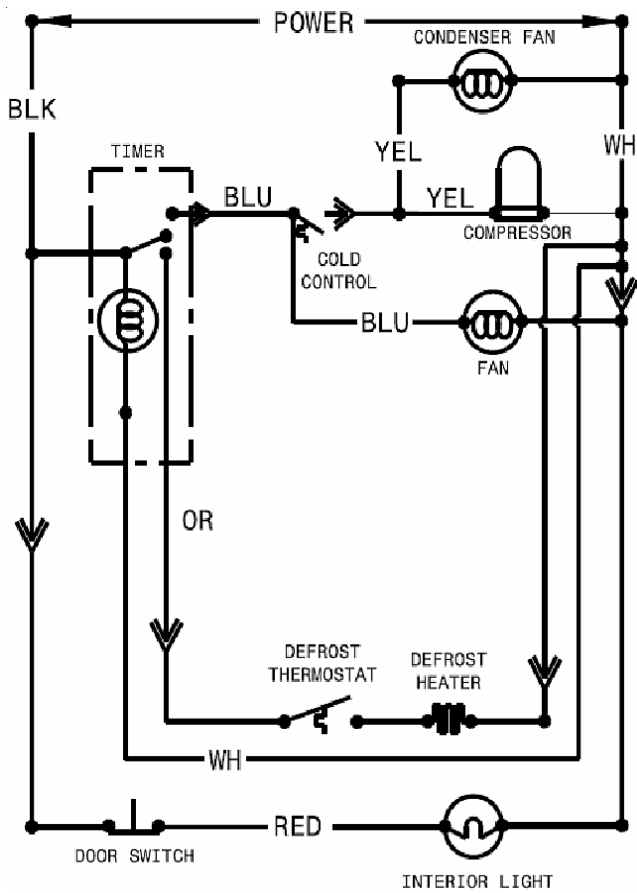 POWER
CONDENSER FAN
BLK
WH
YEL
TIMER
BLU
YEL
COMPRESSOR
COLD
CONTROL
BLU
FAN
OR
DEFROST
THERMOSTAT
DEFROST
HEATER
WH
RED
DOOR SWITCH
INTERIOR LIGHT